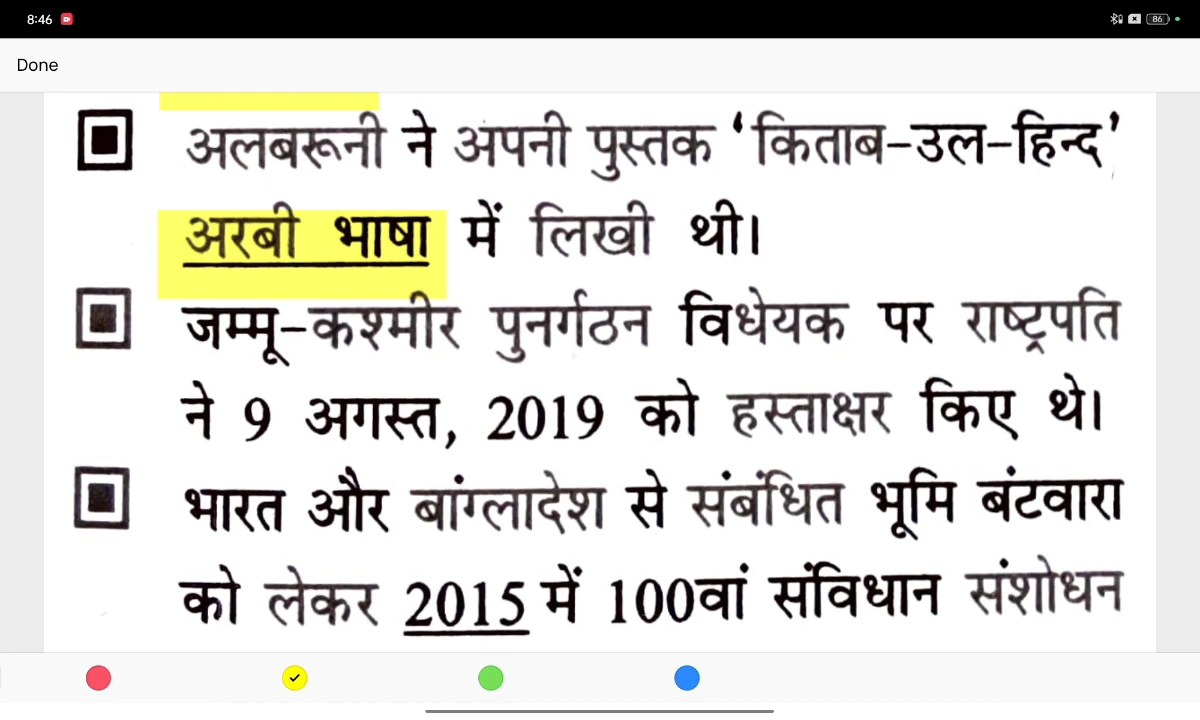 8:46
86
Done
अलबरूनी ने अपनी पुस्तक ‘किताब-उल-हिन्द’
अरबी भाषा में लिखी थी।
जम्मू-कश्मीर पुनर्गठन विधेयक पर राष्ट्रपति
ने 9 अगस्त, 2019 को हस्ताक्षर किए थे।
भारत और बांग्लादेश से संबंधित भूमि बंटवारा
को लेकर 2015 में 100वां संविधान संशोधन